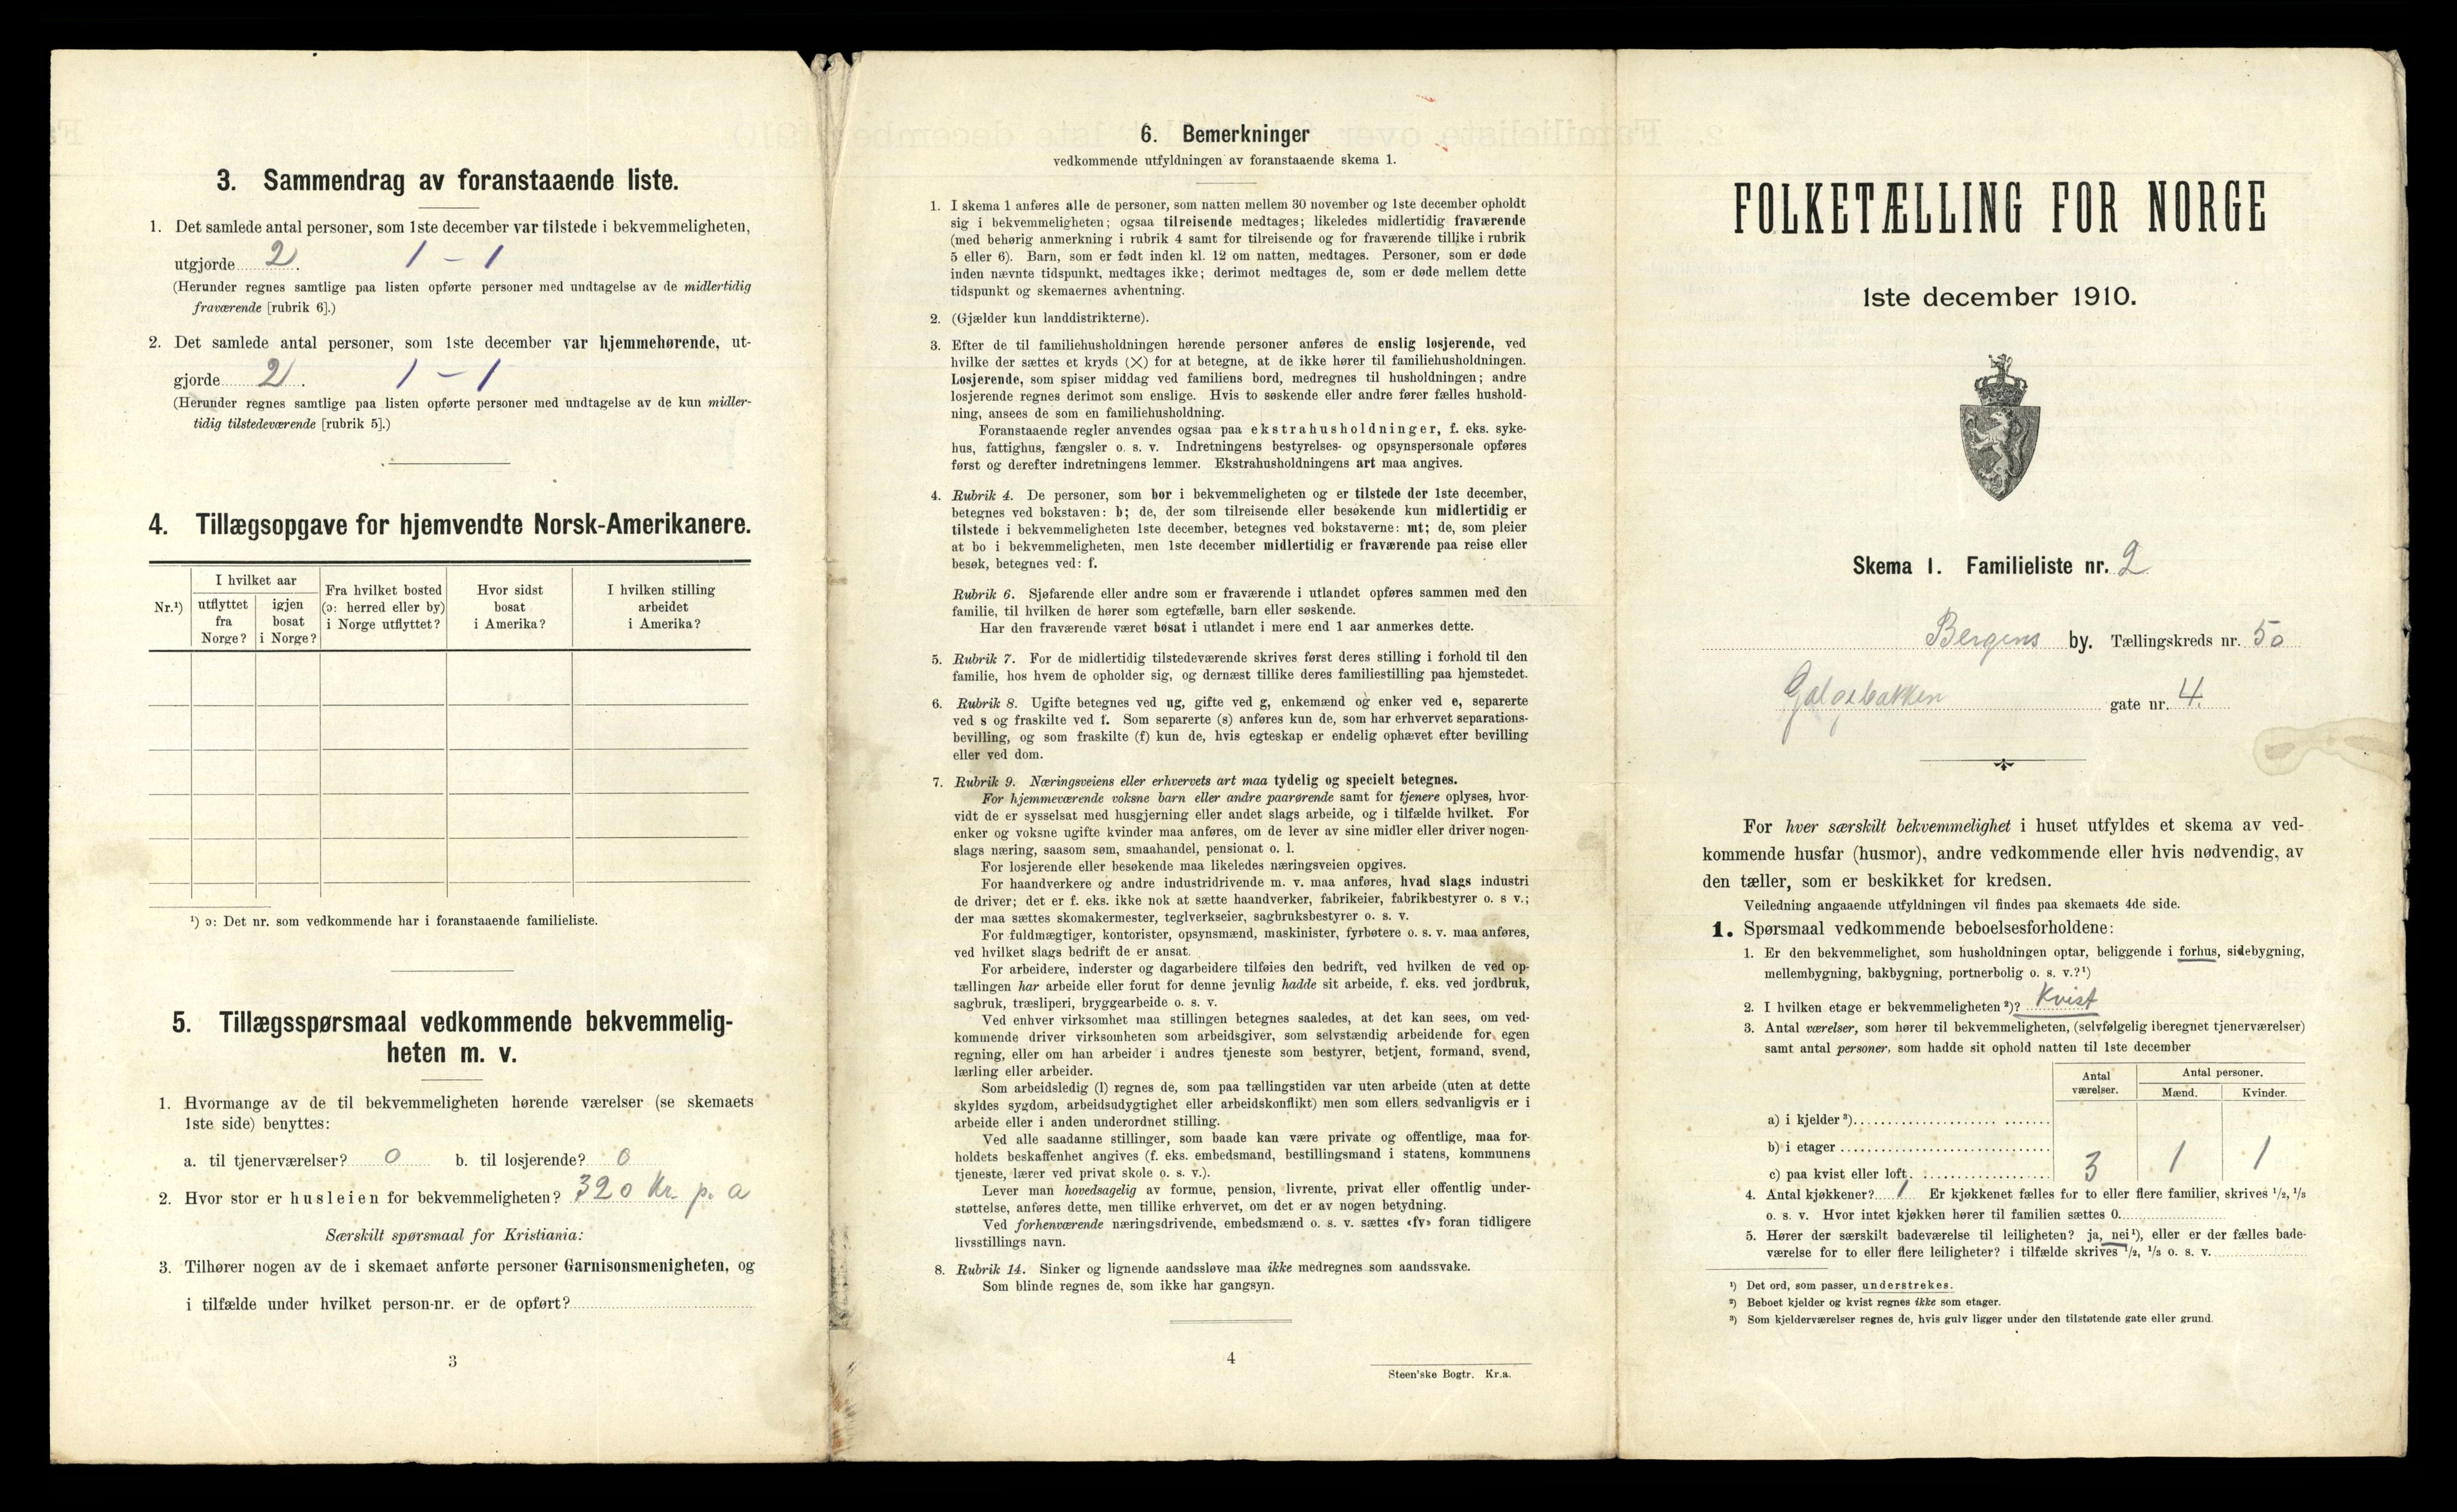 3. Sammendrag av foranstaaende liste.
1. Det samlede antal personer, som 1ste december var tilstede i bekvemmeligheten,
utgjorde 2. 1 – 1
(Herunder regnes samtlige paa listen opførte personer med undtagelse av de midlertidig
fraværende [rubrik 6].)
2. Det samlede antal personer, som 1ste december var hjemmehørende, ut-
gjorde 2. 1 – 1
(Herunder regnes samtlige paa listen opførte personer med undtagelse av de kun midler-
tidig tilstedeværende [rubrik 5].)
4. Tillægsopgave for hjemvendte Norsk-Amerikanere.
Nr.¹)
I hvilket aar
utflyttet
fra
Norge?
igjen
bosat
i Norge?
Fra hvilket bosted
(ɔ: herred eller by)
i Norge utflyttet?
Hvor sidst
bosat
i Amerika?
I hvilken stilling
arbeidet
i Amerika?
¹) ɔ: Det nr. som vedkommende har i foranstaaende familieliste.
5. Tillægsspørsmaal vedkommende bekvemmelig-
heten m. v.
1. Hvormange av de til bekvemmeligheten hørende værelser (se skemaets
1ste side) benyttes:
a. til tjenerværelser? 0 b. til losjerende? 0
2. Hvor stor er husleien for bekvemmeligheten? 320 Kr. p. a
Særskilt spørsmaal for Kristiania:
3. Tilhører nogen av de i skemaet anførte personer Garnisonsmenigheten, og
i tilfælde under hvilket person-nr. er de opført?
3
6. Bemerkninger
vedkommende utfyldningen av foranstaaende skema 1.
1. I skema 1 anføres alle de personer, som natten mellem 30 november og 1ste december opholdt
sig i bekvemmeligheten; ogsaa tilreisende medtages; likeledes midlertidig fraværende
(med behørig anmerkning i rubrik 4 samt for tilreisende og for fraværende tillike i rubrik
5 eller 6). Barn, som er født inden kl. 12 om natten, medtages. Personer, som er døde
inden nævnte tidspunkt, medtages ikke; derimot medtages de, som er døde mellem dette
tidspunkt og skemaernes avhentning.
2. (Gjælder kun landdistrikterne).
3. Efter de til familiehusholdningen hørende personer anføres de enslig losjerende, ved
hvilke der sættes et kryds (×) for at betegne, at de ikke hører til familiehusholdningen.
Losjerende, som spiser middag ved familiens bord, medregnes til husholdningen; andre
losjerende regnes derimot som enslige. Hvis to søskende eller andre fører fælles hushold-
ning, ansees de som en familiehusholdning.
Foranstaaende regler anvendes ogsaa paa ekstrahusholdninger, f. eks. syke-
hus, fattighus, fængsler o. s. v. Indretningens bestyrelses- og opsynspersonale opføres
først og derefter indretningens lemmer. Ekstrahusholdningens art maa angives.
4. Rubrik 4. De personer, som bor i bekvemmeligheten og er tilstede der 1ste december,
betegnes ved bokstaven: b; de, der som tilreisende eller besøkende kun midlertidig er
tilstede i bekvemmeligheten 1ste december, betegnes ved bokstaverne: mt; de, som pleier
at bo i bekvemmeligheten, men 1ste december midlertidig er fraværende paa reise eller
besøk, betegnes ved: f.
Rubrik 6. Sjøfarende eller andre som er fraværende i utlandet opføres sammen med den
familie, til hvilken de hører som egtefælle, barn eller søskende.
Har den fraværende været bosat i utlandet i mere end 1 aar anmerkes dette.
5. Rubrik 7. For de midlertidig tilstedeværende skrives først deres stilling i forhold til den
familie, hos hvem de opholder sig, og dernæst tillike deres familiestilling paa hjemstedet.
6. Rubrik 8. Ugifte betegnes ved ug, gifte ved g, enkemænd og enker ved e, separerte
ved s og fraskilte ved f. Som separerte (s) anføres kun de, som har erhvervet separations-
bevilling, og som fraskilte (f) kun de, hvis egteskap er endelig ophævet efter bevilling
eller ved dom.
7. Rubrik 9. Næringsveiens eller erhvervets art maa tydelig og specielt betegnes.
For hjemmeværende voksne barn eller andre paarørende samt for tjenere oplyses, hvor-
vidt de er sysselsat med husgjerning eller andet slags arbeide, og i tilfælde hvilket. For
enker og voksne ugifte kvinder maa anføres, om de lever av sine midler eller driver nogen-
slags næring, saasom søm, smaahandel, pensionat o. l.
For losjerende eller besøkende maa likeledes næringsveien opgives.
For haandverkere og andre industridrivende m. v. maa anføres, hvad slags industri
de driver; det er f. eks. ikke nok at sætte haandverker, fabrikeier, fabrikbestyrer o. s v.;
der maa sættes skomakermester, teglverkseier, sagbruksbestyrer o. s. v.
For fuldmægtiger, kontorister, opsynsmænd, maskinister, fyrbøtere o. s. v. maa anføres,
ved hvilket slags bedrift de er ansat.
For arbeidere, inderster og dagarbeidere tilføies den bedrift, ved hvilken de ved op-
tællingen har arbeide eller forut for denne jevnlig hadde sit arbeide, f. eks. ved jordbruk,
sagbruk, træsliperi, bryggearbeide o. s. v.
Ved enhver virksomhet maa stillingen betegnes saaledes, at det kan sees, om ved-
kommende driver virksomheten som arbeidsgiver, som selvstændig arbeidende for egen
regning, eller om han arbeider i andres tjeneste som bestyrer, betjent, formand, svend,
lærling eller arbeider.
Som arbeidsledig (l) regnes de, som paa tællingstiden var uten arbeide (uten at dette
skyldes sygdom, arbeidsudygtighet eller arbeidskonflikt) men som ellers sedvanligvis er i
arbeide eller i anden underordnet stilling.
Ved alle saadanne stillinger, som baade kan være private og offentlige, maa for-
holdets beskaffenhet angives (f. eks. embedsmand, bestillingsmand i statens, kommunens
tjeneste, lærer ved privat skole o. s. v.).
Lever man hovedsagelig av formue, pension, livrente, privat eller offentlig under-
støttelse, anføres dette, men tillike erhvervet, om det er av nogen betydning.
Ved forhenværende næringsdrivende, embedsmænd o. s. v. sættes «fv» foran tidligere
livsstillings navn.
8. Rubrik 14. Sinker og lignende aandssløve maa ikke medregnes som aandssvake.
Som blinde regnes de, som ikke har gangsyn.
4
Steen'ske Bogtr. Kr.a.
FOLKETÆLLING FOR NORGE
1ste december 1910.
Skema 1. Familieliste nr. 2
Bergens by. Tællingskreds nr. 50
Galgebakken gate nr. 4.
For hver særskilt bekvemmelighet i huset utfyldes et skema av ved-
kommende husfar (husmor), andre vedkommende eller hvis nødvendig, av
den tæller, som er beskikket for kredsen.
Veiledning angaaende utfyldningen vil findes paa skemaets 4de side.
1. Spørsmaal vedkommende beboelsesforholdene:
1. Er den bekvemmelighet, som husholdningen optar, beliggende i forhus, sidebygning,
mellembygning, bakbygning, portnerbolig o. s. v.?¹)
2. I hvilken etage er bekvemmeligheten²)? Kvist
3. Antal værelser, som hører til bekvemmeligheten, (selvfølgelig iberegnet tjenerværelser)
samt antal personer, som hadde sit ophold natten til 1ste december
Antal
værelser.
Antal personer.
Mænd. Kvinder.
a) i kjelder³)
b) i etager
c) paa kvist eller loft 3 1 1
4. Antal kjøkkener? 1 Er kjøkkenet fælles for to eller flere familier, skrives ¹/₂, ¹/₃
o. s. v. Hvor intet kjøkken hører til familien sættes 0.
5. Hører der særskilt badeværelse til leiligheten? ja, nei¹), eller er der fælles bade-
værelse for to eller flere leiligheter? i tilfælde skrives ¹/₂, ¹/₃ o. s. v.
¹) Det ord, som passer, understrekes.
²) Beboet kjelder og kvist regnes ikke som etager.
³) Som kjelderværelser regnes de, hvis gulv ligger under den tilstøtende gate eller grund.